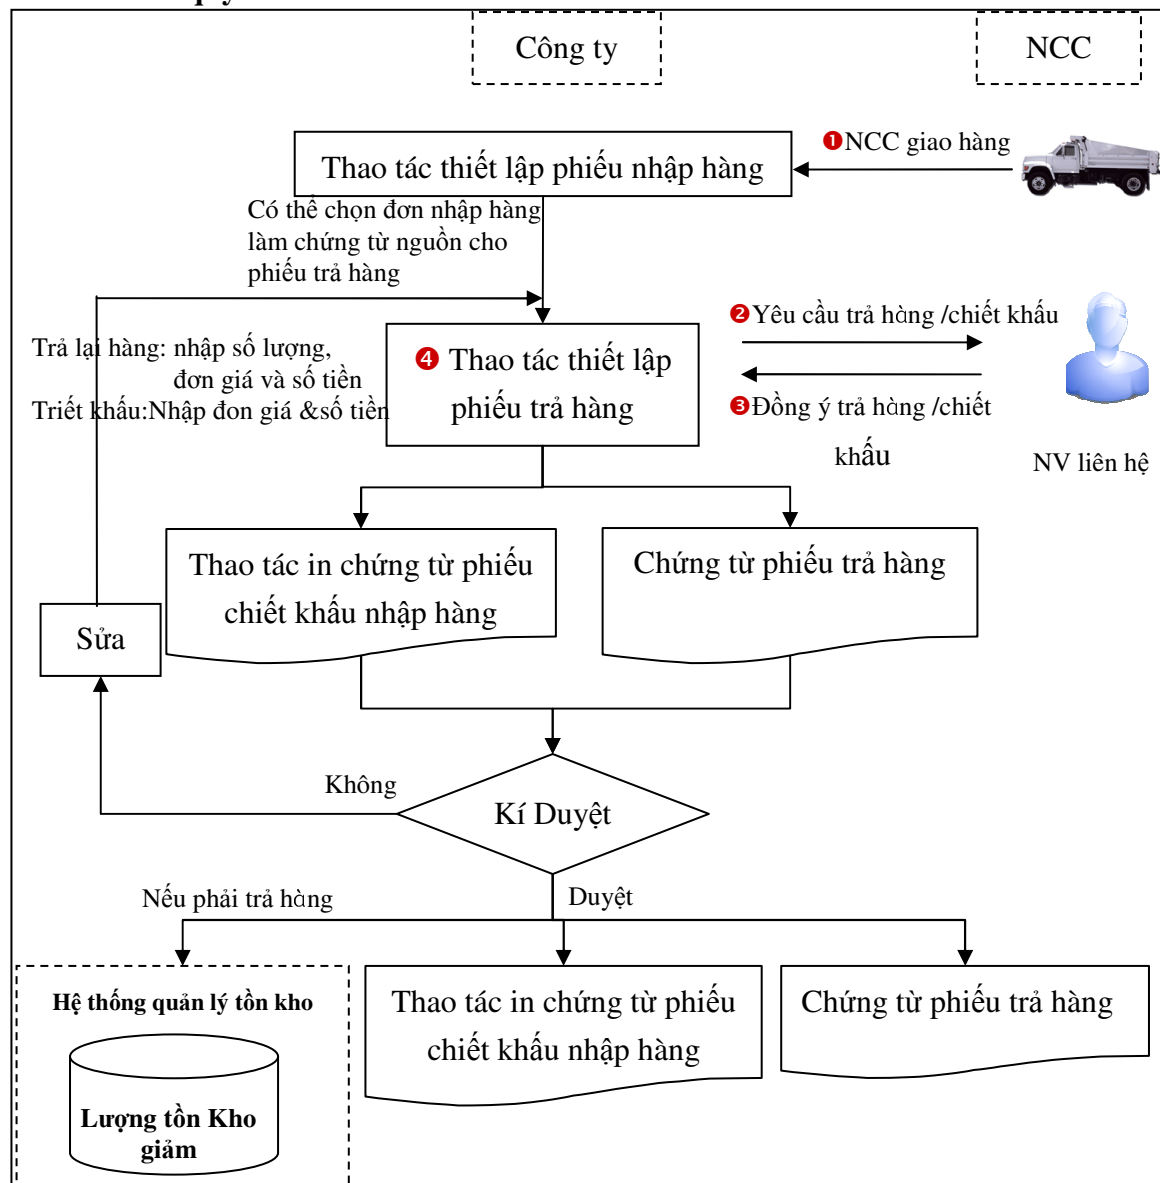 Công ty
NCC
❶NCC giao hàng
Thao tác thiết lập phiếu nhập hàng
Có thể chọn đơn nhập hàng
làm chứng từ nguồn cho
phiếu trả hàng
❷Yêu cầu trả hàng /chiết khấu
Trả lại hàng: nhập số lượng,
đơn giá và số tiền
Triết khấu:Nhập đon giá &số tiền
❹ Thao tác thiết lập
phiếu trả hàng
❸Đồng ý trả hàng /chiết
khấu
NV liên hệ
Thao tác in chứng từ phiếu
chiết khấu nhập hàng
Chứng từ phiếu trả hàng
Sửa
Không
Kí Duyệt
Nếu phải trả hàng
Duyệt
Hệ thống quản lý tồn kho
Lượng tồn Kho
giảm
Thao tác in chứng từ phiếu
chiết khấu nhập hàng
Chứng từ phiếu trả hàng